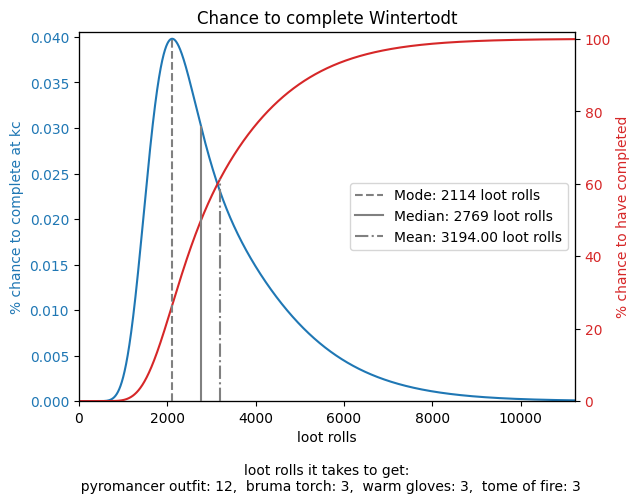 Chance to complete Wintertodt
% chance to complete at kc
0.040
0.035
0.030
0.025
0.020
0.015
0.010
0.005
0.000
Mode: 2114 loot rolls
Median: 2769 loot rolls
Mean: 3194.00 loot rolls
100
80
60
40
20
0
% chance to have completed
0 2000 4000 6000 8000 10000
loot rolls
loot rolls it takes to get:
pyromancer outfit: 12, bruma torch: 3, warm gloves: 3, tome of fire: 3